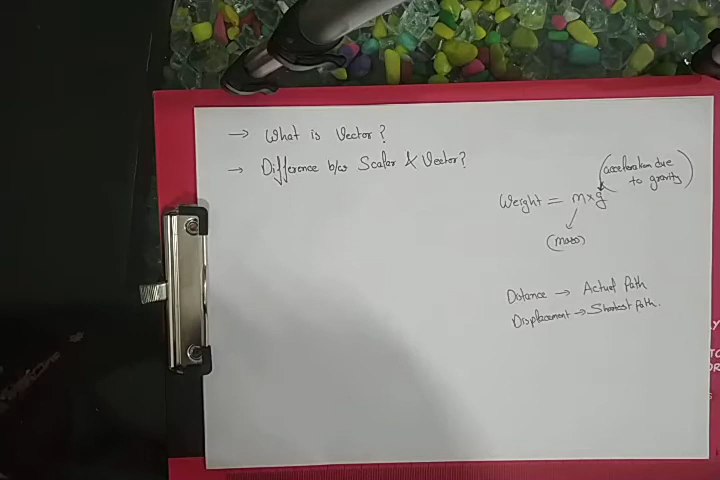 → What is Vector?
→ Difference b/w Scalar & Vector?
(acceleration due
to gravity)
Weight = m×g
(mass)
Distance → Actual Path
Displacement → Shortest path.